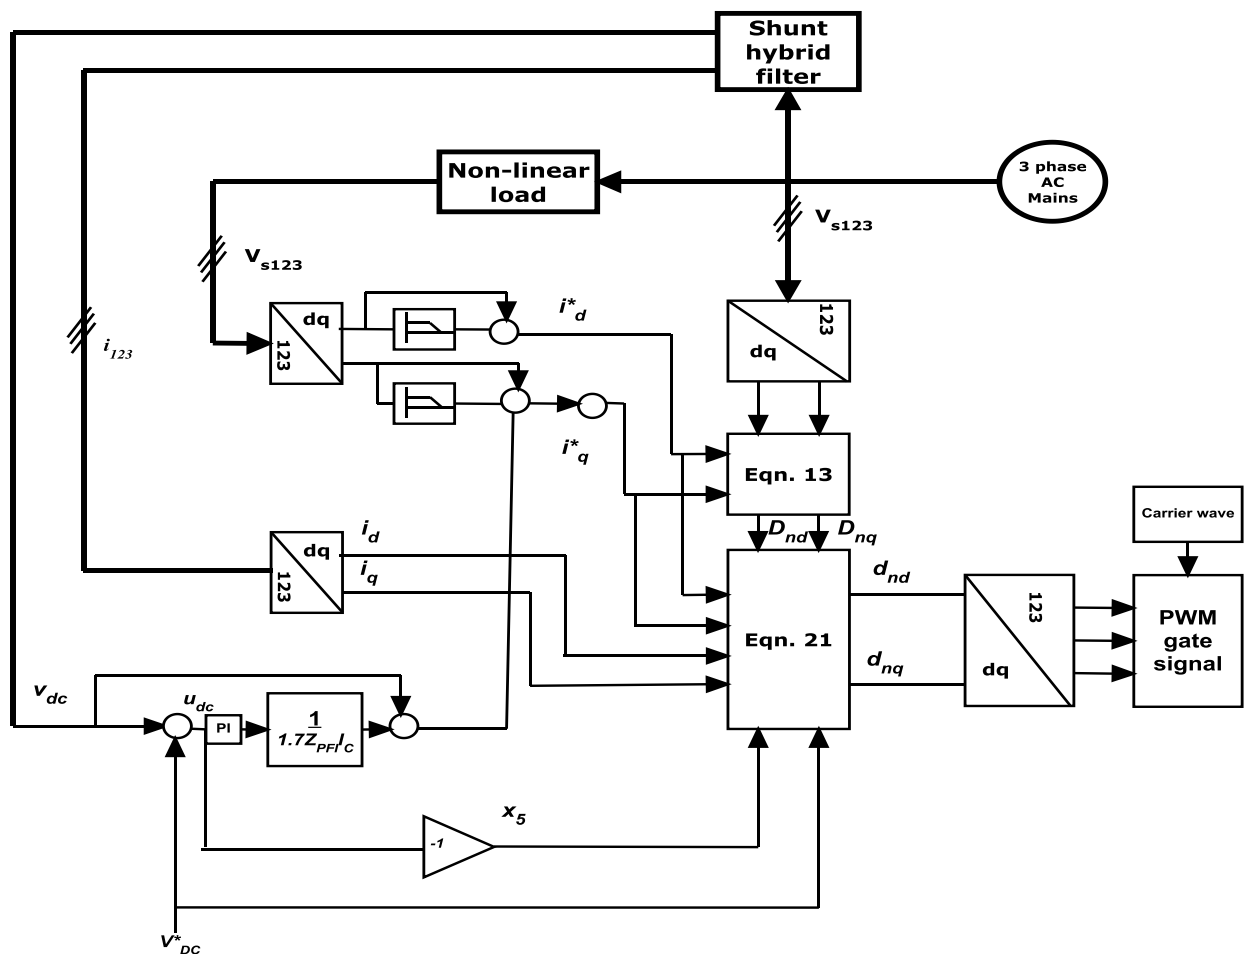 Shunt
hybrid
filter
Non-linear
load
3 phase
AC
Mains
Vs123
Vs123
i123
dq
123
i*d
123
dq
i*q
Eqn. 13
Dnd
Dnq
Carrier wave
id
iq
dq
123
Eqn. 21
dnd
dnq
123
dq
PWM
gate
signal
vdc
udc
PI
1
1.7ZPFIIC
x5
-1
V*DC